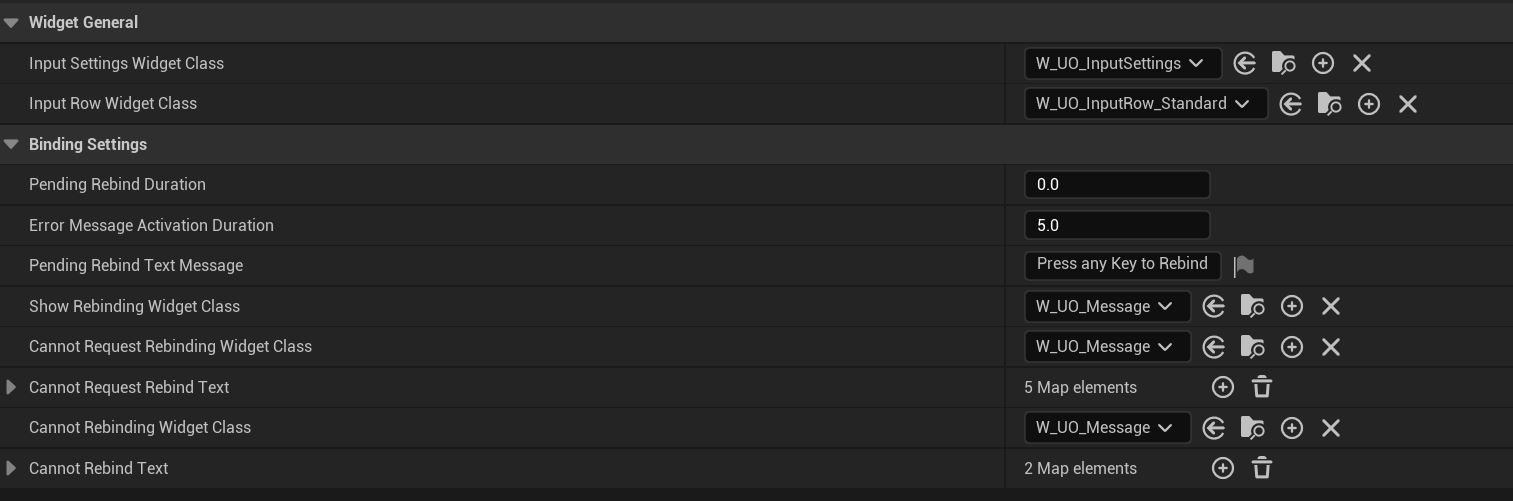 Widget General
Input Settings Widget Class W_UO_InputSettings
Input Row Widget Class W_UO_InputRow_Standard
Binding Settings
Pending Rebind Duration 0.0
Error Message Activation Duration 5.0
Pending Rebind Text Message Press any Key to Rebind
Show Rebinding Widget Class W_UO_Message
Cannot Request Rebinding Widget Class W_UO_Message
Cannot Request Rebind Text 5 Map elements
Cannot Rebinding Widget Class W_UO_Message
Cannot Rebind Text 2 Map elements